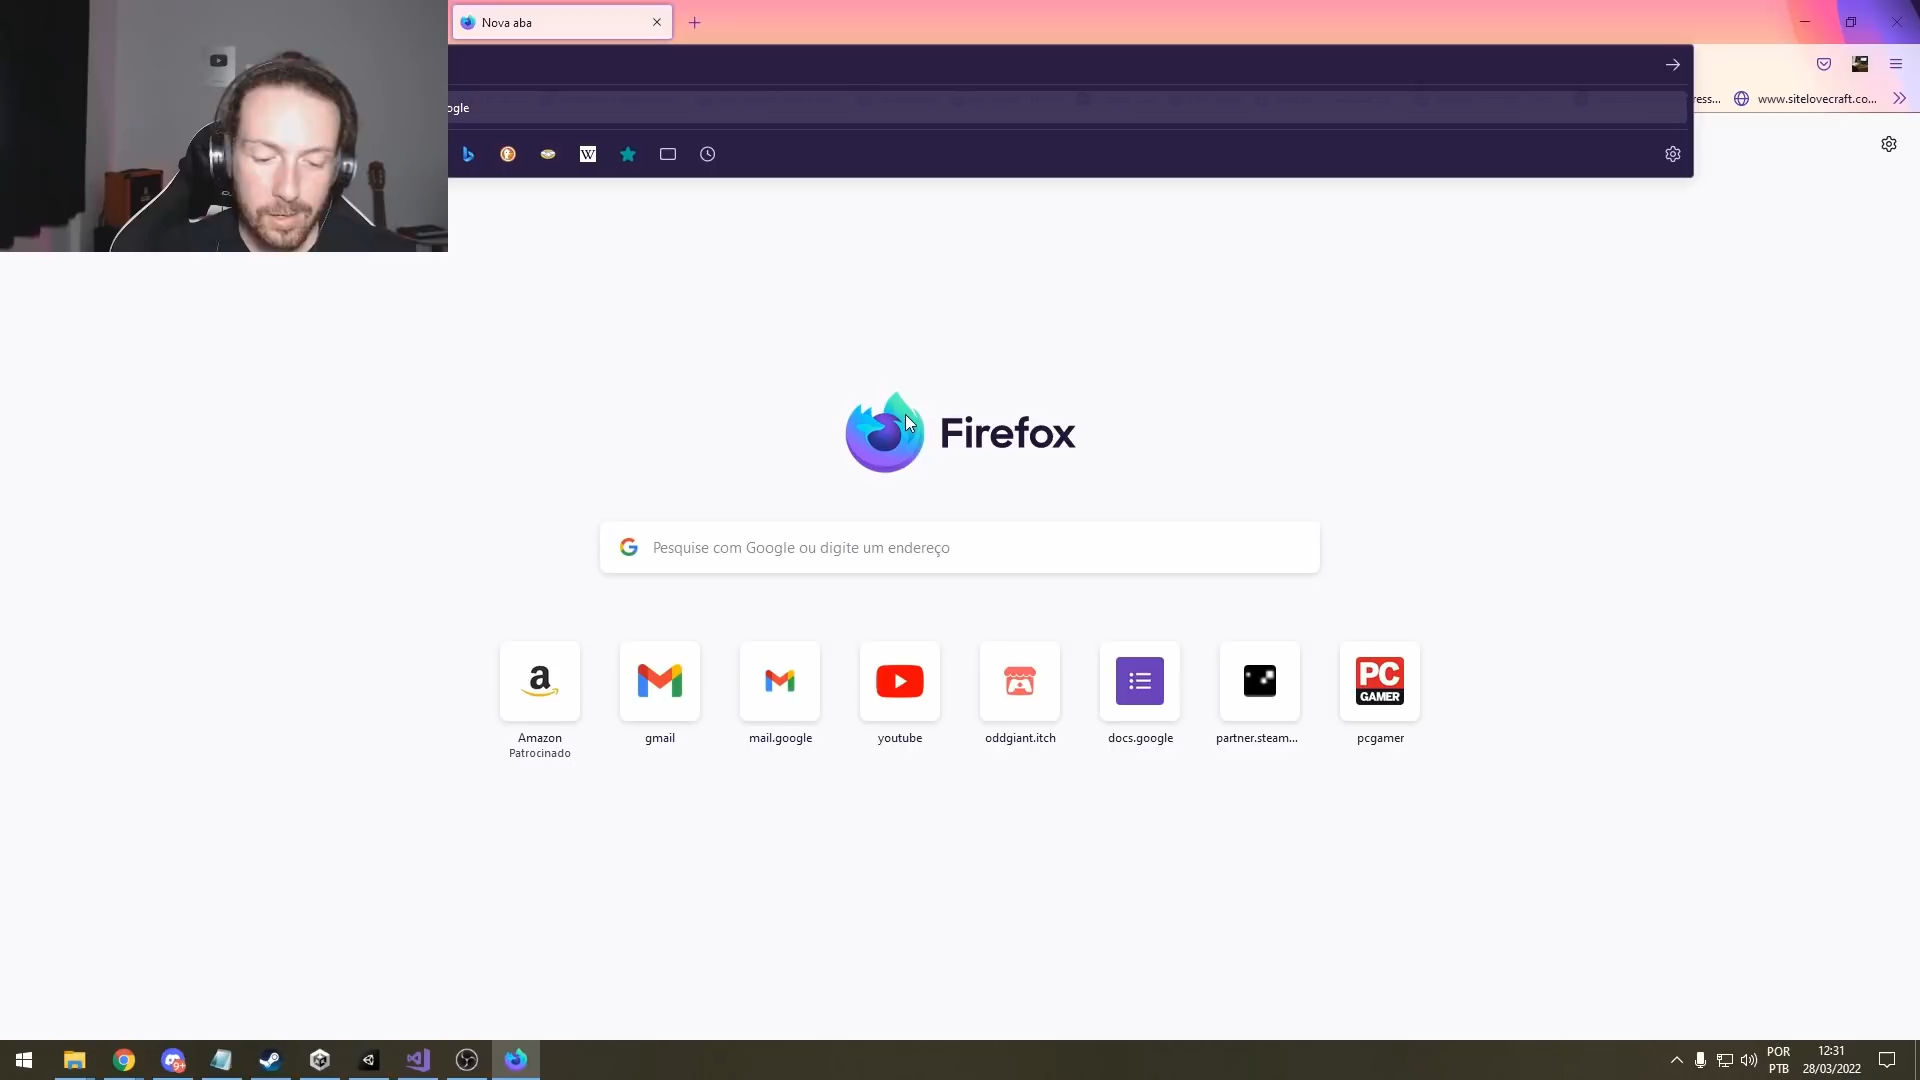 Nova aba
ogle
ress...
www.sitelovecraft.co...
W
Firefox
Pesquise com Google ou digite um endereço
a
PC
GAMER
Amazon
Patrocinado
gmail
mail.google
youtube
oddgiant.itch
docs.google
partner.steam...
pcgamer
9+
POR
PTB
12:31
28/03/2022